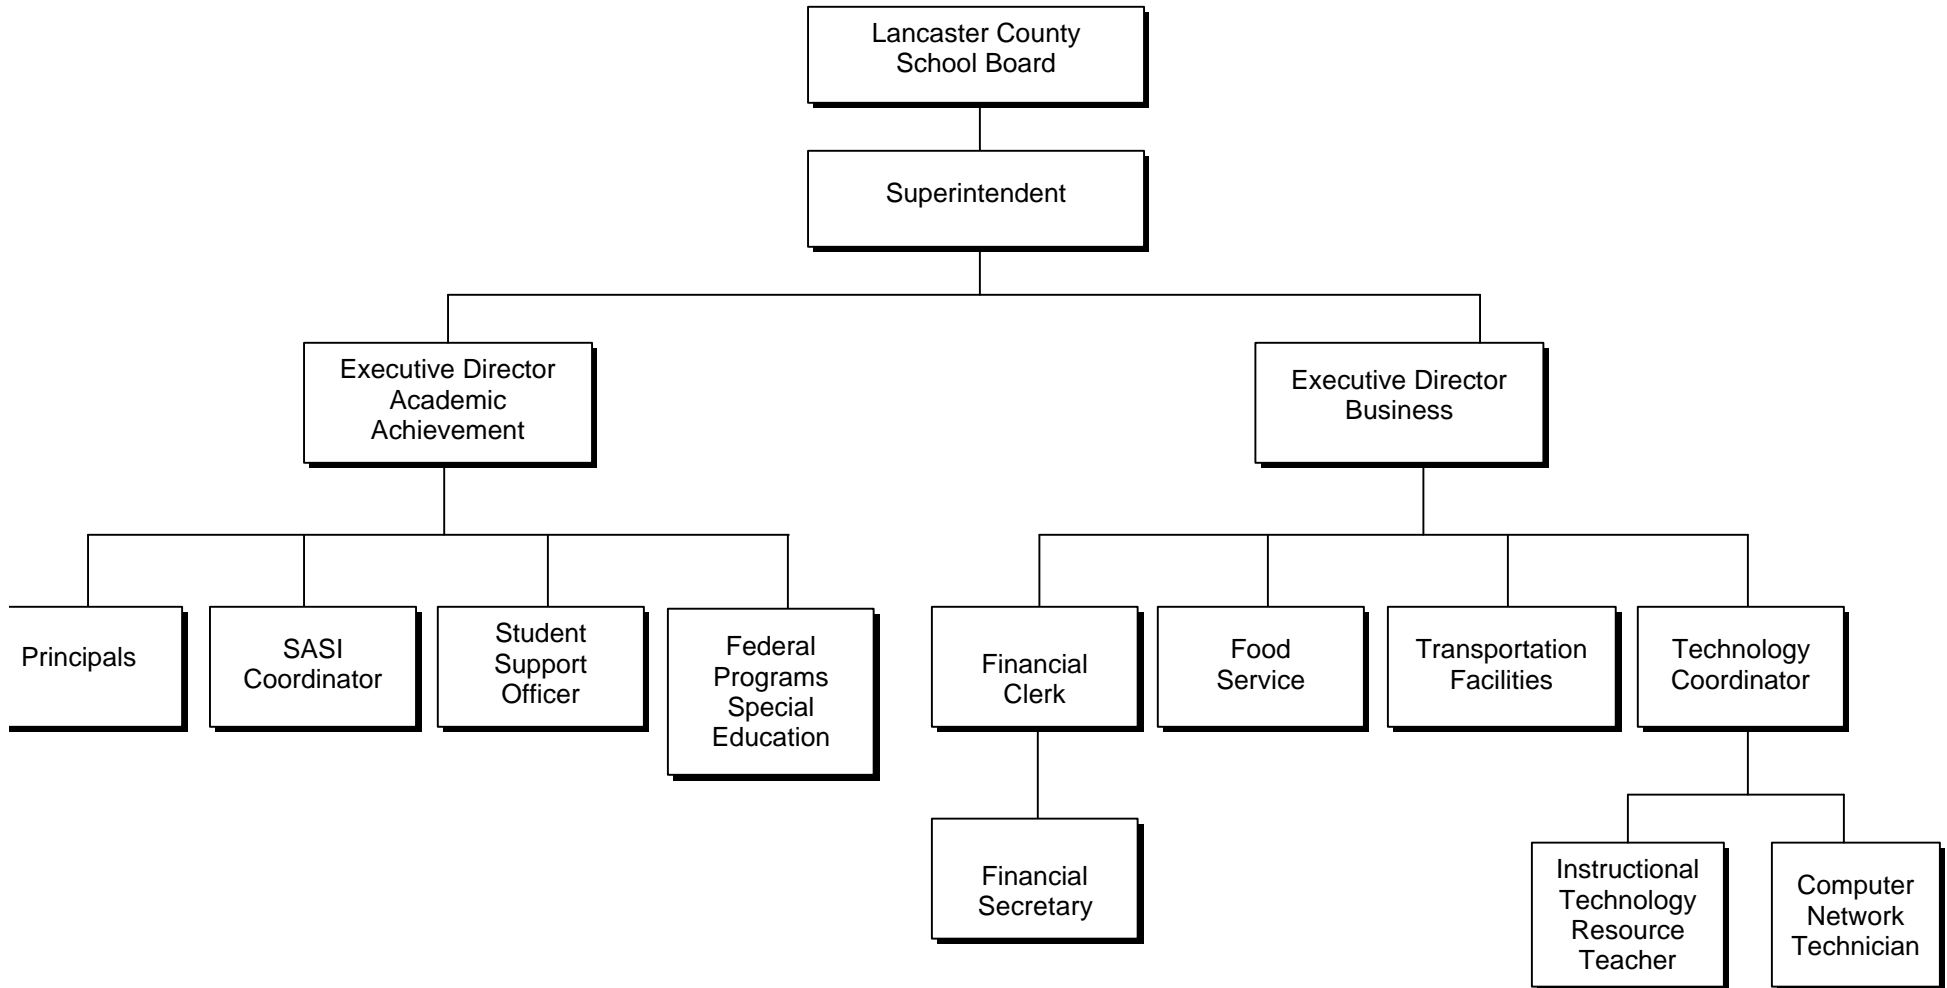 Lancaster County
School Board
Superintendent
Executive Director
Academic
Achievement
Executive Director
Business
Principals
SASI
Coordinator
Student
Support
Officer
Federal
Programs
Special
Education
Financial
Clerk
Food
Service
Transportation
Facilities
Technology
Coordinator
Financial
Secretary
Instructional
Technology
Resource
Teacher
Computer
Network
Technician